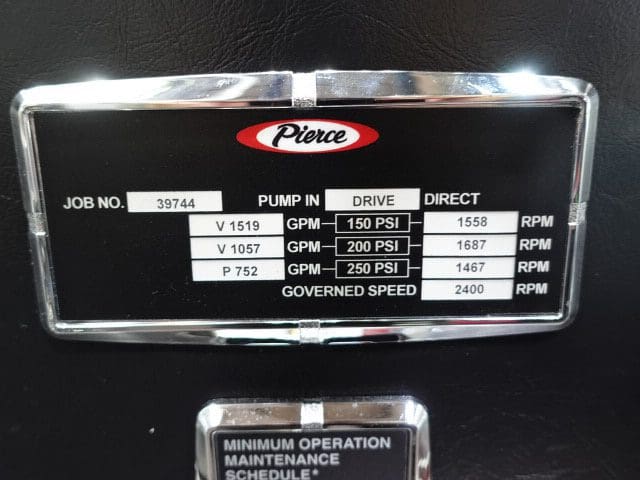 Pierce
JOB NO. 39744 PUMP IN DRIVE DIRECT
V 1519 GPM 150 PSI 1558 RPM
V 1057 GPM 200 PSI 1687 RPM
P 752 GPM 250 PSI 1467 RPM
GOVERNED SPEED 2400 RPM
MINIMUM OPERATION
MAINTENANCE
SCHEDULE*